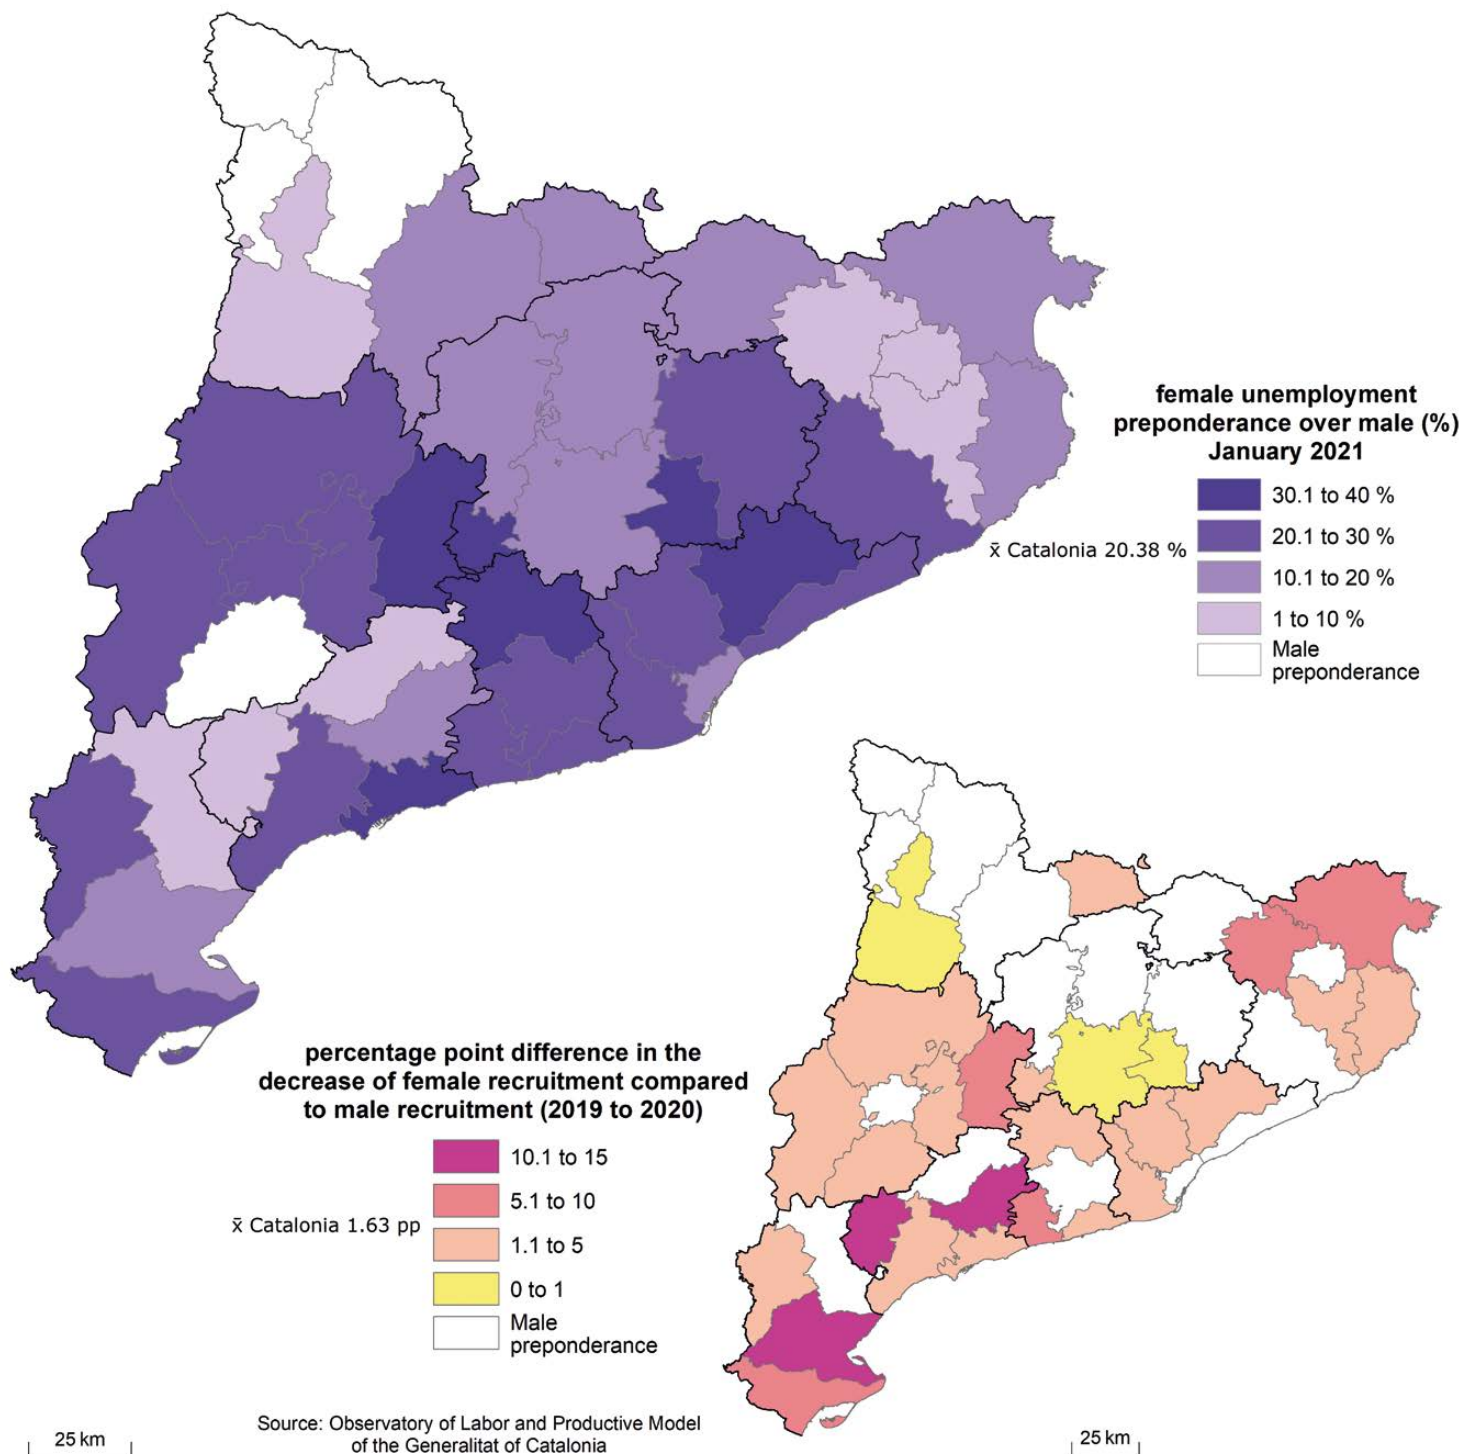 female unemployment
preponderance over male (%)
January 2021
30.1 to 40 %
20.1 to 30 %
x̄ Catalonia 20.38 %
10.1 to 20 %
1 to 10 %
Male
preponderance
percentage point difference in the
decrease of female recruitment compared
to male recruitment (2019 to 2020)
10.1 to 15
5.1 to 10
x̄ Catalonia 1.63 pp
1.1 to 5
0 to 1
Male
preponderance
Source: Observatory of Labor and Productive Model
of the Generalitat of Catalonia
25 km
25 km